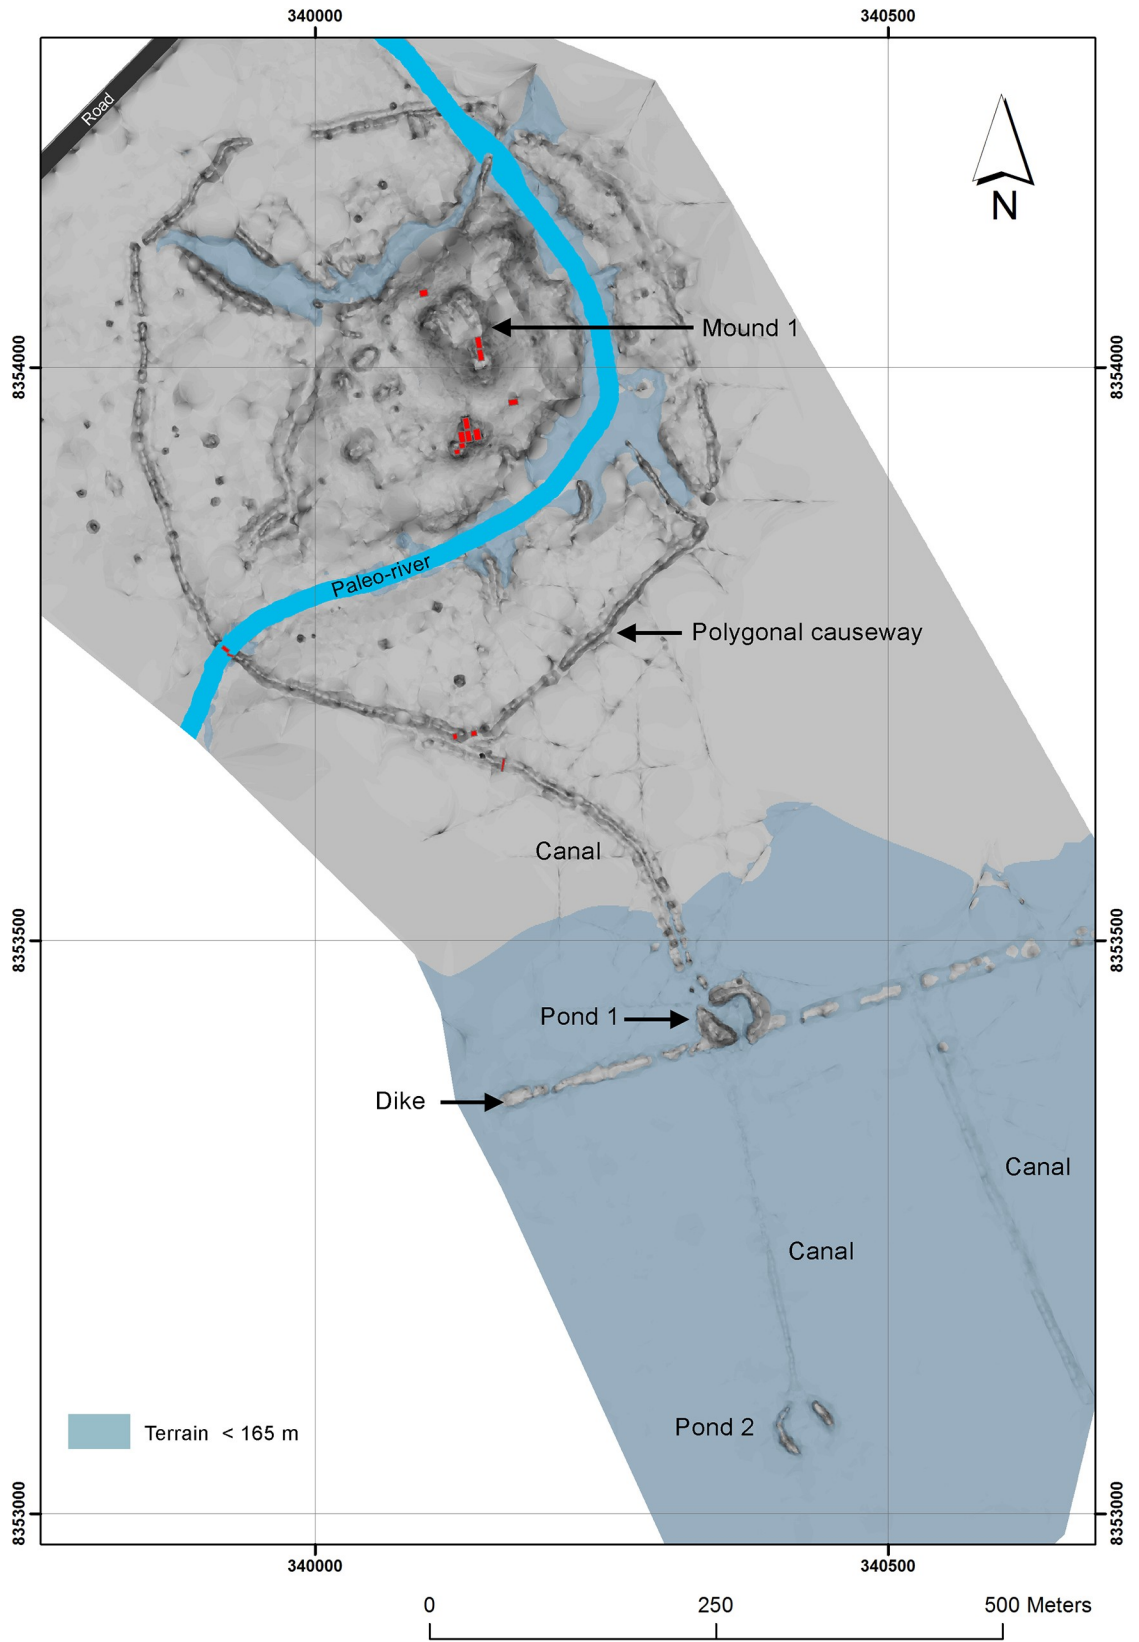 340000
340500
Road
N
Mound 1
8354000
8354000
Paleo-river
Polygonal causeway
Canal
8353500
8353500
Pond 1
Dike
Canal
Canal
Pond 2
Terrain < 165 m
8353000
8353000
340000
340500
0
250
500 Meters